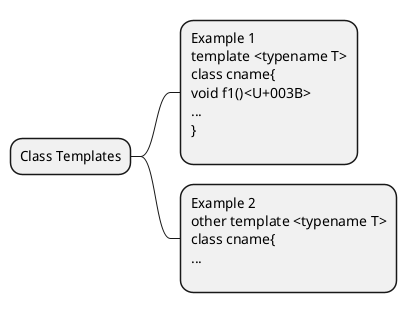 Class Templates
Example 1
template <typename T>
class cname{
void f1()<U+003B>
...
}
Example 2
other template <typename T>
class cname{
...